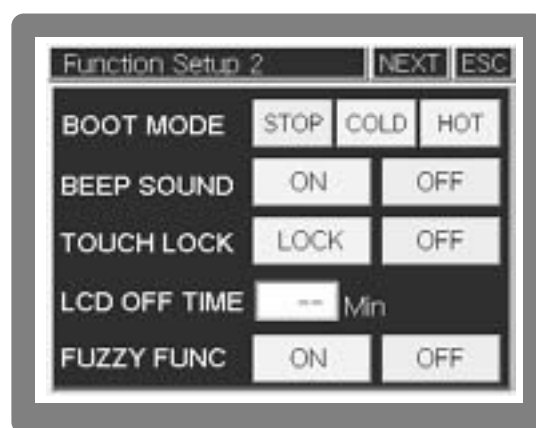 Function Setup 2 NEXT ESC
BOOT MODE STOP COLD HOT
BEEP SOUND ON OFF
TOUCH LOCK LOCK OFF
LCD OFF TIME -- Min
FUZZY FUNC ON OFF